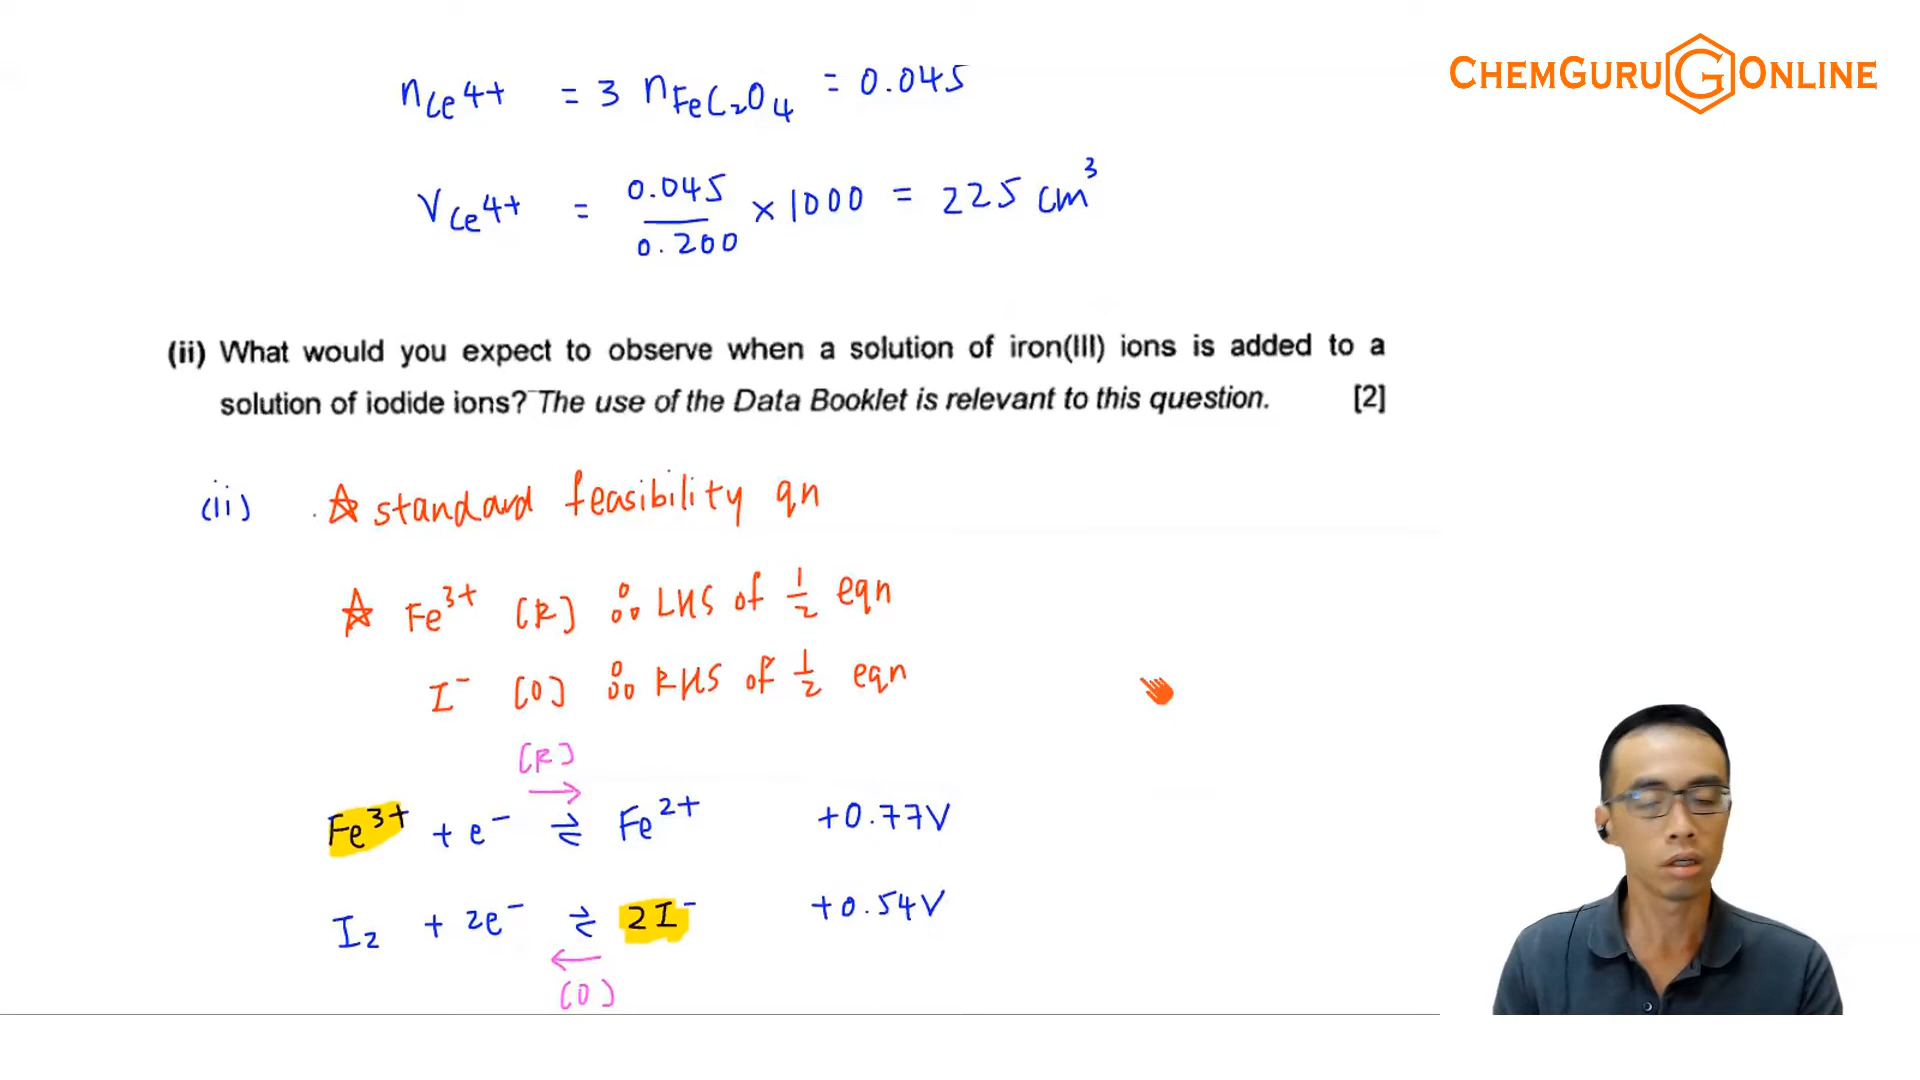 CHEMGURU G ONLINE
nCe4+ = 3 nFeC₂O₄ = 0.045
VCe4+ = 0.045/0.200 × 1000 = 225 cm³
(ii) What would you expect to observe when a solution of iron(III) ions is added to a
solution of iodide ions? The use of the Data Booklet is relevant to this question. [2]
(ii) ☆ standard feasibility qn
☆ Fe³⁺ [R] ∴ LHS of ½ eqn
I⁻ [O] ∴ RHS of ½ eqn
[R]
→
Fe³⁺ + e⁻ ⇌ Fe²⁺ +0.77V
I₂ + 2e⁻ ⇌ 2I⁻ +0.54V
←
[O]